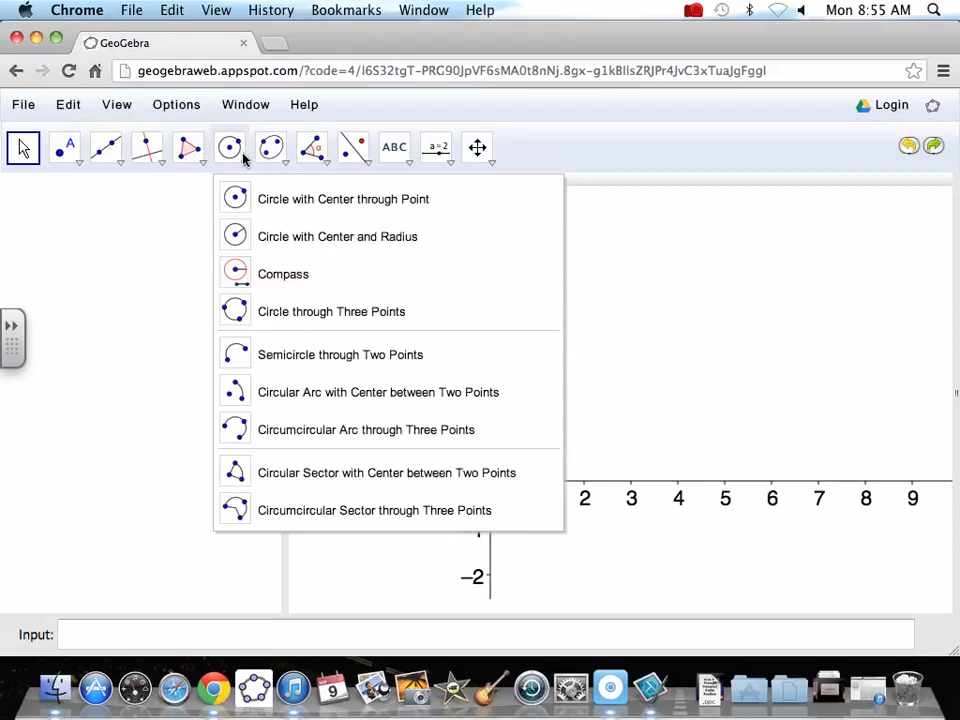 Chrome File Edit View History Bookmarks Window Help Mon 8:55 AM
GeoGebra
geogebraweb.appspot.com/?code=4/I6S32tgT-PRG90JpVF6sMA0t8nNj.8gx-g1kBllsZRJPr4JvC3xTuaJgFggI
File Edit View Options Window Help Login
A α ABC a=2
Circle with Center through Point
Circle with Center and Radius
Compass
Circle through Three Points
Semicircle through Two Points
Circular Arc with Center between Two Points
Circumcircular Arc through Three Points
Circular Sector with Center between Two Points
2 3 4 5 6 7 8 9
Circumcircular Sector through Three Points
–2
Input:
9